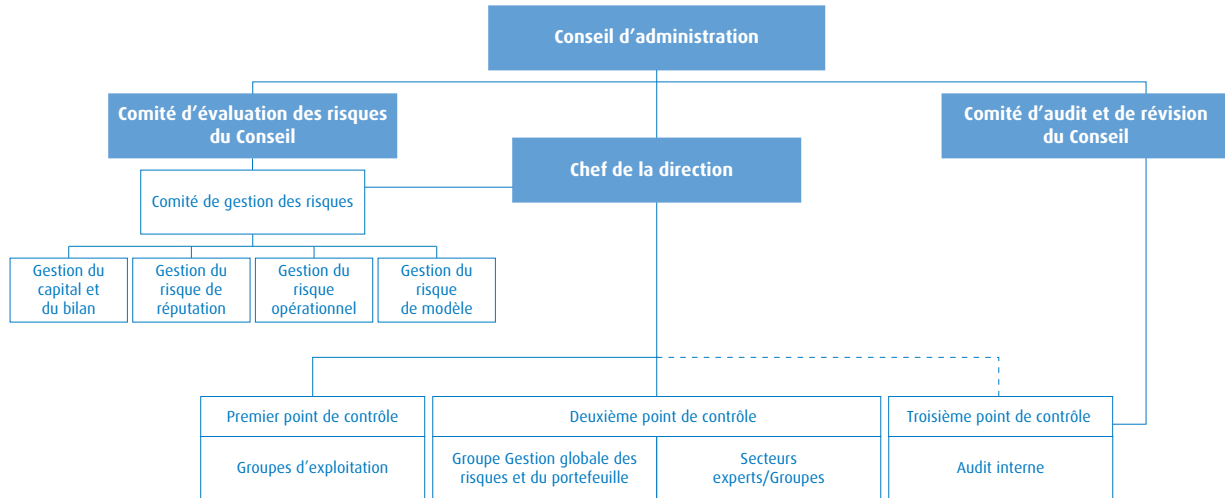 Conseil d'administration
Comité d'évaluation des risques
du Conseil
Comité d'audit et de révision
du Conseil
Chef de la direction
Comité de gestion des risques
Gestion du
capital et
du bilan
Gestion du
risque de
réputation
Gestion du
risque
opérationnel
Gestion du
risque
de modèle
Premier point de contrôle
Deuxième point de contrôle
Troisième point de contrôle
Groupes d'exploitation
Groupe Gestion globale des
risques et du portefeuille
Secteurs
experts/Groupes
Audit interne